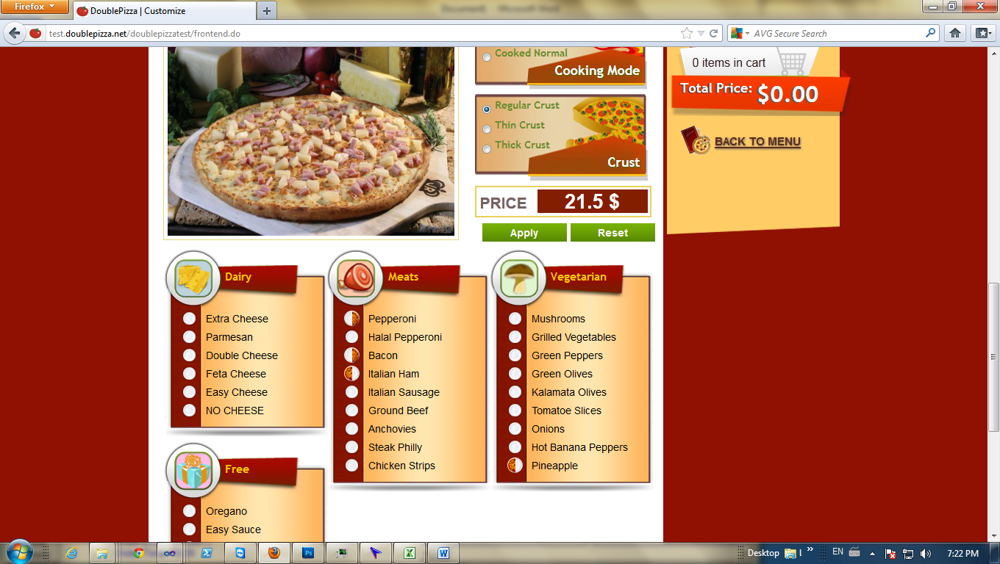 Firefox
DoublePizza | Customize
test.doublepizza.net/doublepizzatest/frontend.do
AVG Secure Search
Cooked Normal
Cooking Mode
Regular Crust
Thin Crust
Thick Crust
Crust
PRICE 21.5 $
Apply Reset
0 items in cart
Total Price: $0.00
BACK TO MENU
Dairy
Extra Cheese
Parmesan
Double Cheese
Feta Cheese
Easy Cheese
NO CHEESE
Meats
Pepperoni
Halal Pepperoni
Bacon
Italian Ham
Italian Sausage
Ground Beef
Anchovies
Steak Philly
Chicken Strips
Vegetarian
Mushrooms
Grilled Vegetables
Green Peppers
Green Olives
Kalamata Olives
Tomatoe Slices
Onions
Hot Banana Peppers
Pineapple
Free
Oregano
Easy Sauce
Desktop
EN
7:22 PM